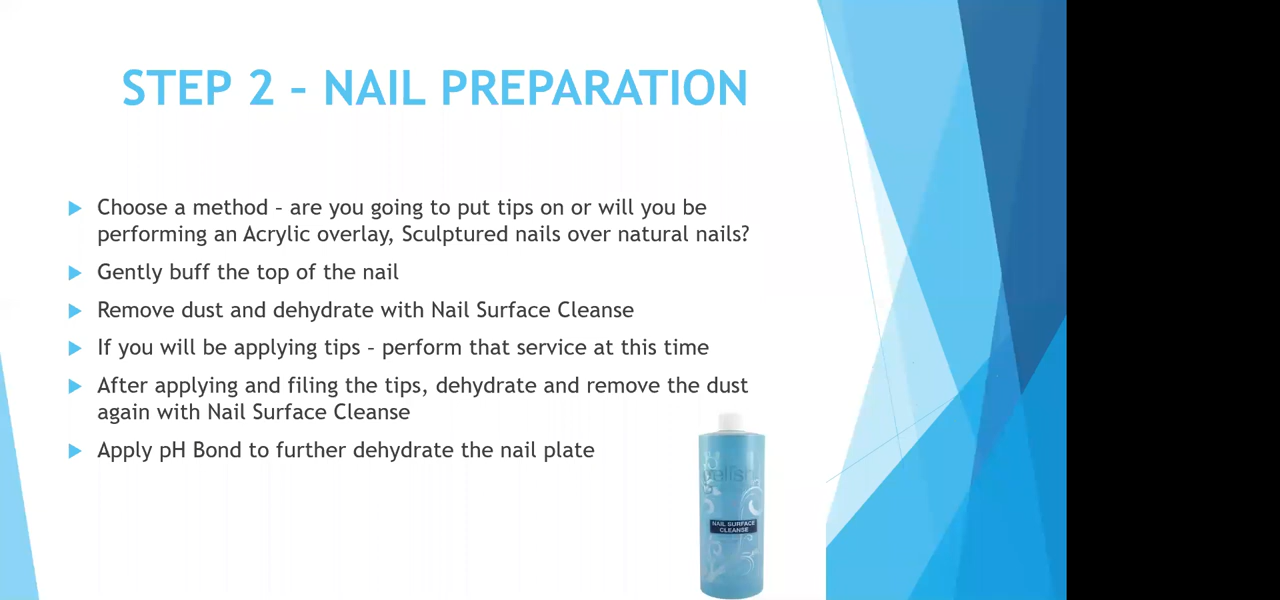 STEP 2 – NAIL PREPARATION
Choose a method – are you going to put tips on or will you be
performing an Acrylic overlay, Sculptured nails over natural nails?
Gently buff the top of the nail
Remove dust and dehydrate with Nail Surface Cleanse
If you will be applying tips – perform that service at this time
After applying and filing the tips, dehydrate and remove the dust
again with Nail Surface Cleanse
Apply pH Bond to further dehydrate the nail plate
NAIL SURFACE
CLEANSE